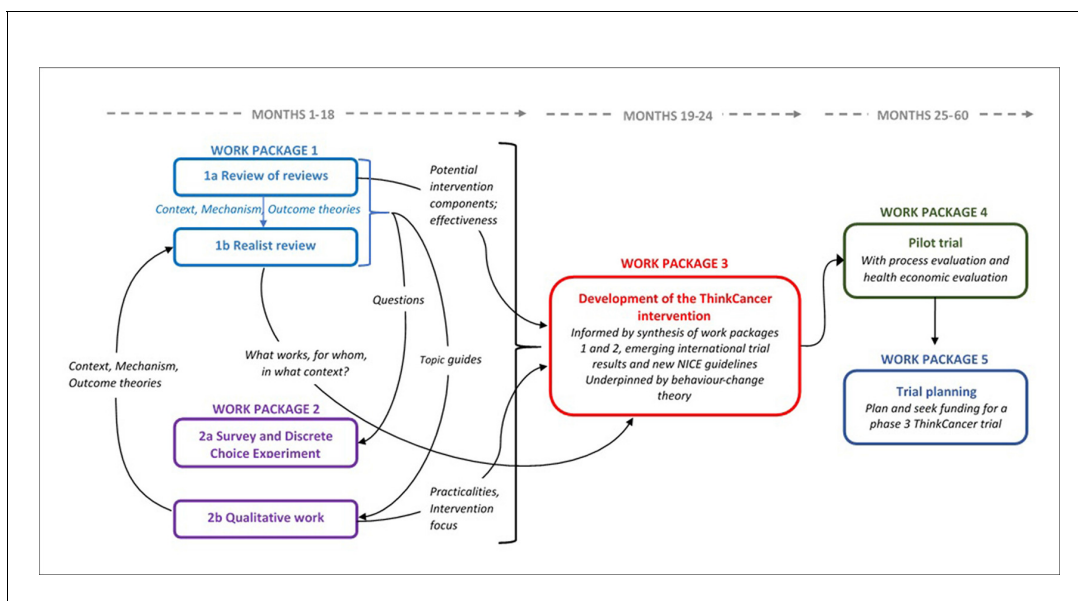 MONTHS 1-18
MONTHS 19-24
MONTHS 25-60
WORK PACKAGE 1
1a Review of reviews
Context, Mechanism, Outcome theories
1b Realist review
Potential
intervention
components;
effectiveness
Questions
Topic guides
What works, for whom,
in what context?
Context, Mechanism,
Outcome theories
WORK PACKAGE 2
2a Survey and Discrete
Choice Experiment
2b Qualitative work
Practicalities,
Intervention
focus
WORK PACKAGE 3
Development of the ThinkCancer
intervention
Informed by synthesis of work packages
1 and 2, emerging international trial
results and new NICE guidelines
Underpinned by behaviour-change
theory
WORK PACKAGE 4
Pilot trial
With process evaluation and
health economic evaluation
WORK PACKAGE 5
Trial planning
Plan and seek funding for a
phase 3 ThinkCancer trial